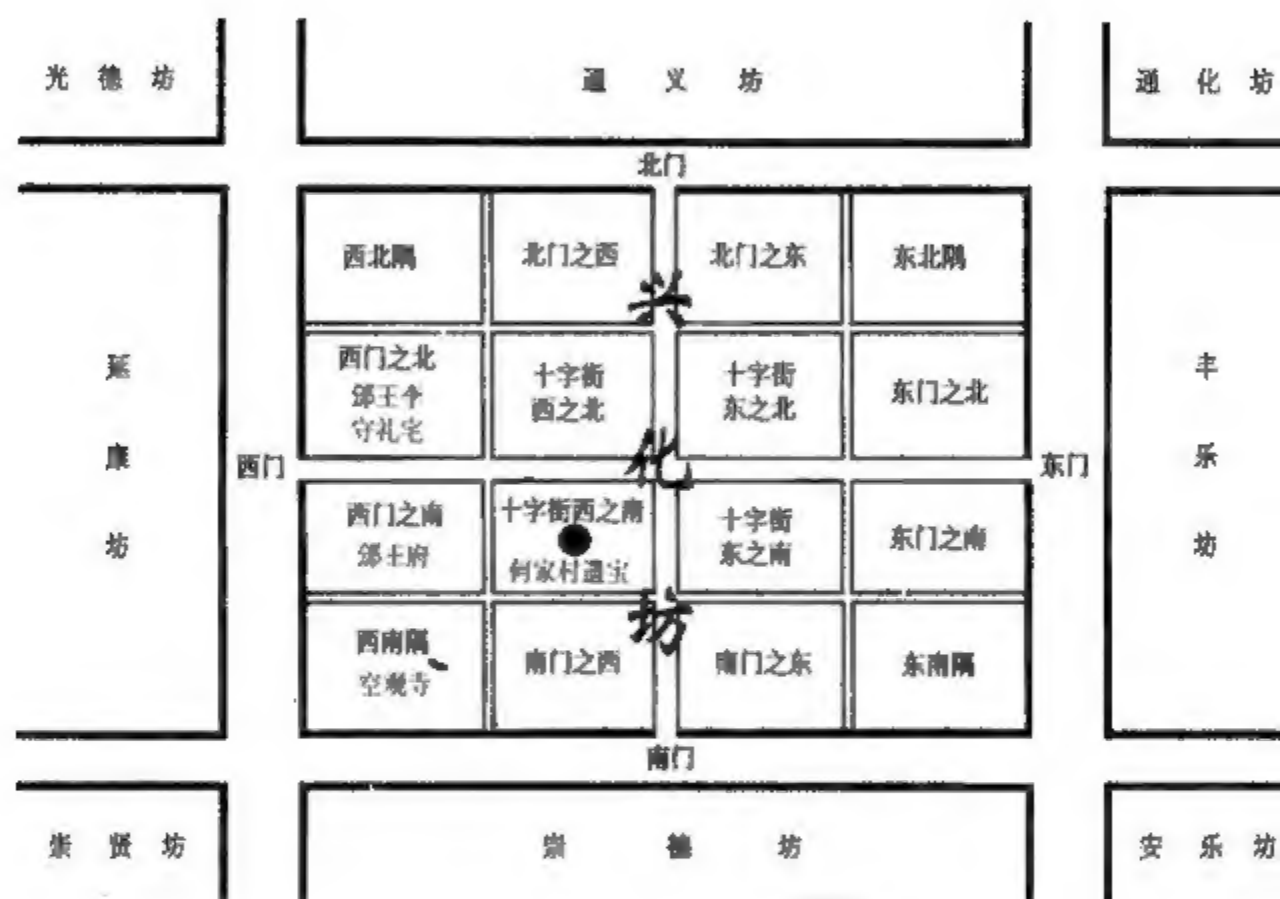 光德坊
通义坊
通化坊
北门
西北隅
北门之西
北门之东
东北隅
兴化坊
西门之北
邠王李
守礼宅
十字街
西之北
十字街
东之北
东门之北
延康坊
丰乐坊
西门
东门
西门之南
邠王府
十字街西之南
何家村遗宝
十字街
东之南
东门之南
西南隅
空观寺
南门之西
南门之东
东南隅
南门
崇贤坊
崇德坊
安乐坊